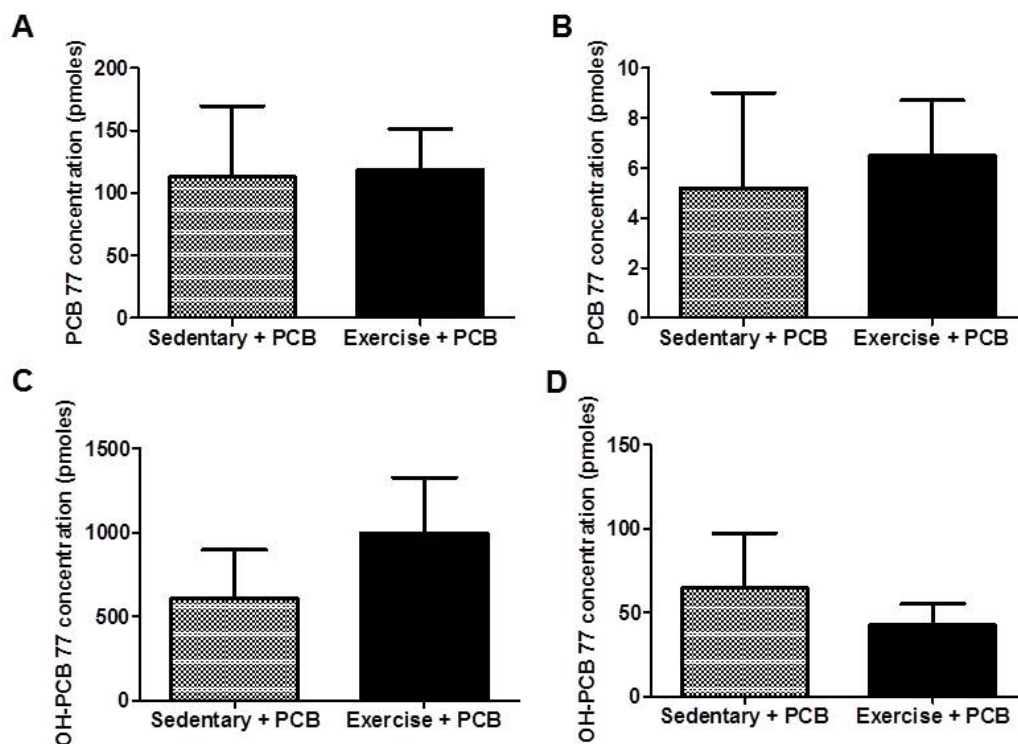 A
PCB 77 concentration (pmoles)
200
150
100
50
0
Sedentary + PCB Exercise + PCB
B
PCB 77 concentration (pmoles)
10
8
6
4
2
0
Sedentary + PCB Exercise + PCB
C
OH-PCB 77 concentration (pmoles)
1500
1000
500
0
Sedentary + PCB Exercise + PCB
D
OH-PCB 77 concentration (pmoles)
150
100
50
0
Sedentary + PCB Exercise + PCB